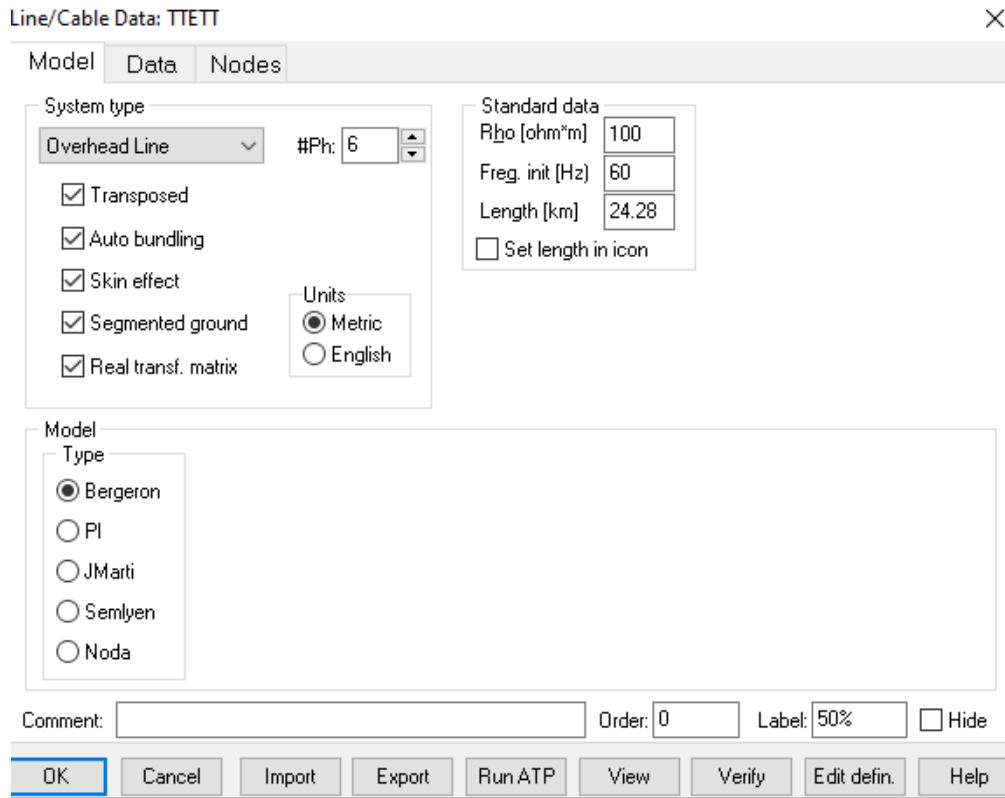 Line/Cable Data: TTETT
Model Data Nodes
System type
Overhead Line #Ph: 6
Transposed
Auto bundling
Skin effect
Segmented ground
Real transf. matrix
Units
Metric
English
Standard data
Rho [ohm*m] 100
Freq. init [Hz] 60
Length [km] 24.28
Set length in icon
Model
Type
Bergeron
PI
JMarti
Semlyen
Noda
Comment: Order: 0 Label: 50% Hide
OK Cancel Import Export Run ATP View Verify Edit defin. Help